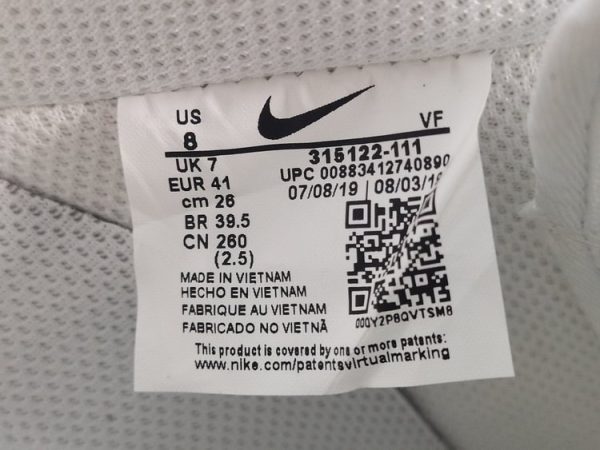 US
8
VF
UK 7
315122-111
UPC 00883412740890
EUR 41
07/08/19 | 08/03/19
cm 26
BR 39.5
CN 260
(2.5)
MADE IN VIETNAM
HECHO EN VIETNAM
FABRIQUE AU VIETNAM
FABRICADO NO VIETNÃ
000Y2P8QVTSM8
This product is covered by one or more patents:
www.nike.com/patentsvirtualmarking